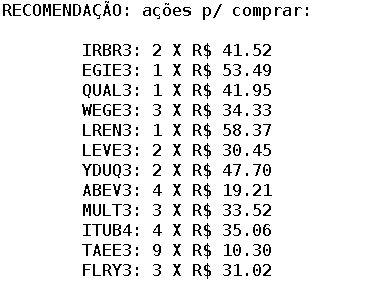 RECOMENDAÇÃO: ações p/ comprar:
IRBR3: 2 X R$ 41.52
EGIE3: 1 X R$ 53.49
QUAL3: 1 X R$ 41.95
WEGE3: 3 X R$ 34.33
LREN3: 1 X R$ 58.37
LEVE3: 2 X R$ 30.45
YDUQ3: 2 X R$ 47.70
ABEV3: 4 X R$ 19.21
MULT3: 3 X R$ 33.52
ITUB4: 4 X R$ 35.06
TAEE3: 9 X R$ 10.30
FLRY3: 3 X R$ 31.02